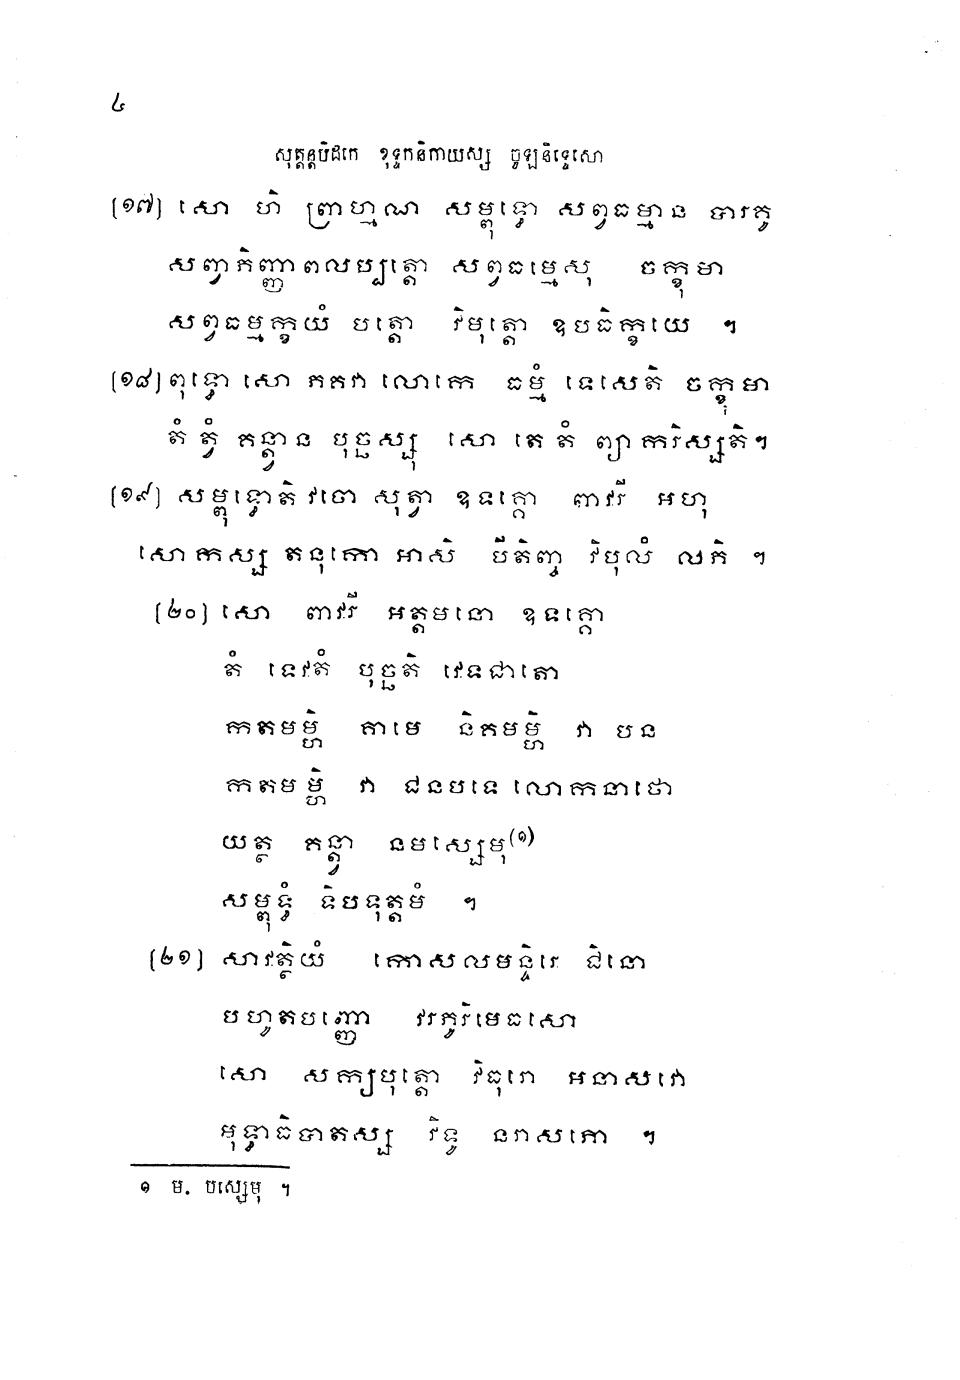 ៤
សុត្តន្តបិដកេ ខុទ្ទកនិកាយស្ស ចូឡនិទ្ទេសោ
(១៧) សោ ហិ ព្រាហ្មណ សម្ពុទ្ធោ សព្វធម្មាន បារគូ
សព្វាភិញ្ញាពលប្បត្តោ សព្វធម្មេសុ ចក្ខុមា
សព្វធម្មក្ខយំ បត្តោ វិមុត្តោ ឧបធិក្ខយេ ។
(១៨) ពុទ្ធោ សោ ភគវា លោកេ ធម្មំ ទេសេតិ ចក្ខុមា
តំ ត្វំ គន្ត្វាន បុច្ឆស្សុ សោ តេ តំ ព្យាករិស្សតិ។
(១៩) សម្ពុទ្ធោតិ វចោ សុត្វា ឧទគ្គោ ពាវរី អហុ
សោកស្ស តនុកោ អាសិ បីតិញ្ច វិបុលំ លភិ ។
(២០) សោ ពាវរី អត្តមនោ ឧទគ្គោ
តំ ទេវតំ បុច្ឆតិ វេទជាតោ
កតមម្ហិ គាមេ និគមម្ហិ វា បន
កតមម្ហិ វា ជនបទេ លោកនាថោ
យត្ថ គន្ត្វា នមស្សេមុ(១)
សម្ពុទ្ធំ ទិបទុត្តមំ ។
(២១) សាវត្ថិយំ កោសលមន្ទិរេ ជិនោ
បហូតបញ្ញោ វរភូរិមេធសោ
សោ សក្យបុត្តោ វិធុរោ អនាសវោ
មុទ្ធាធិបាតស្ស វិទូ នរាសភោ ។
១ ម. បស្សេមុ ។